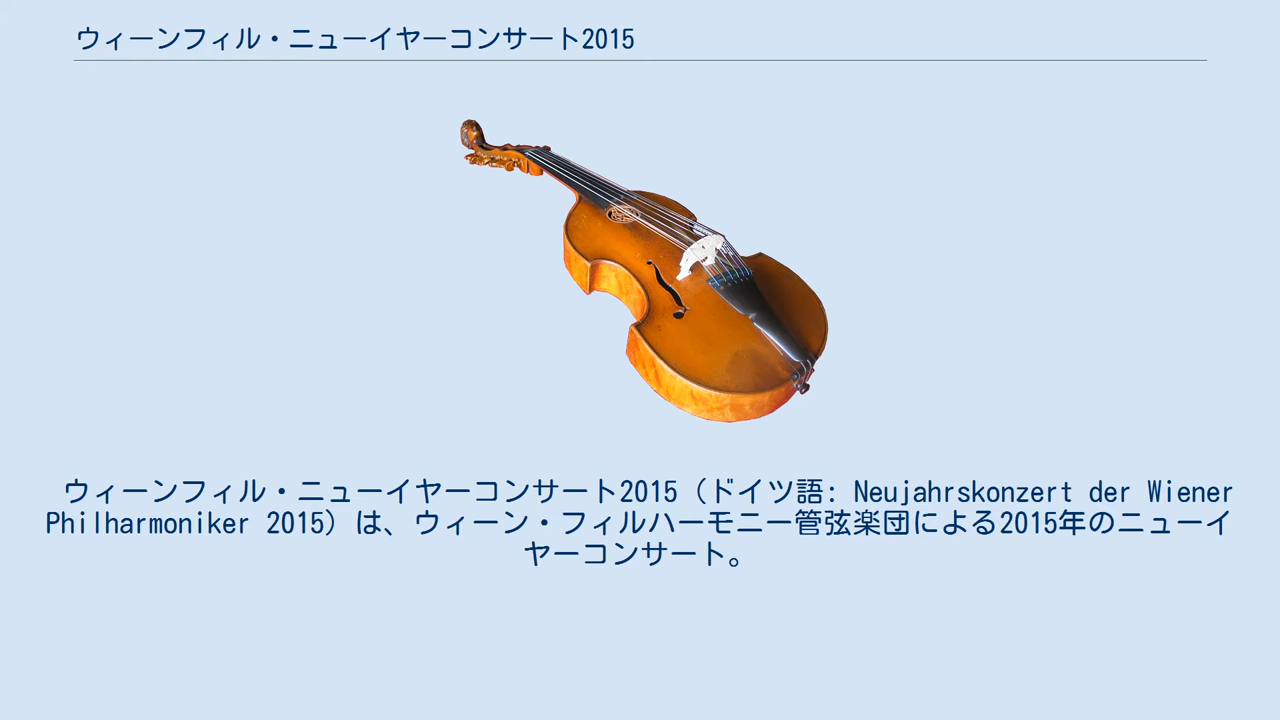 ウィーンフィル・ニューイヤーコンサート2015
ウィーンフィル・ニューイヤーコンサート2015（ドイツ語: Neujahrskonzert der Wiener
Philharmoniker 2015）は、ウィーン・フィルハーモニー管弦楽団による2015年のニューイ
ヤーコンサート。